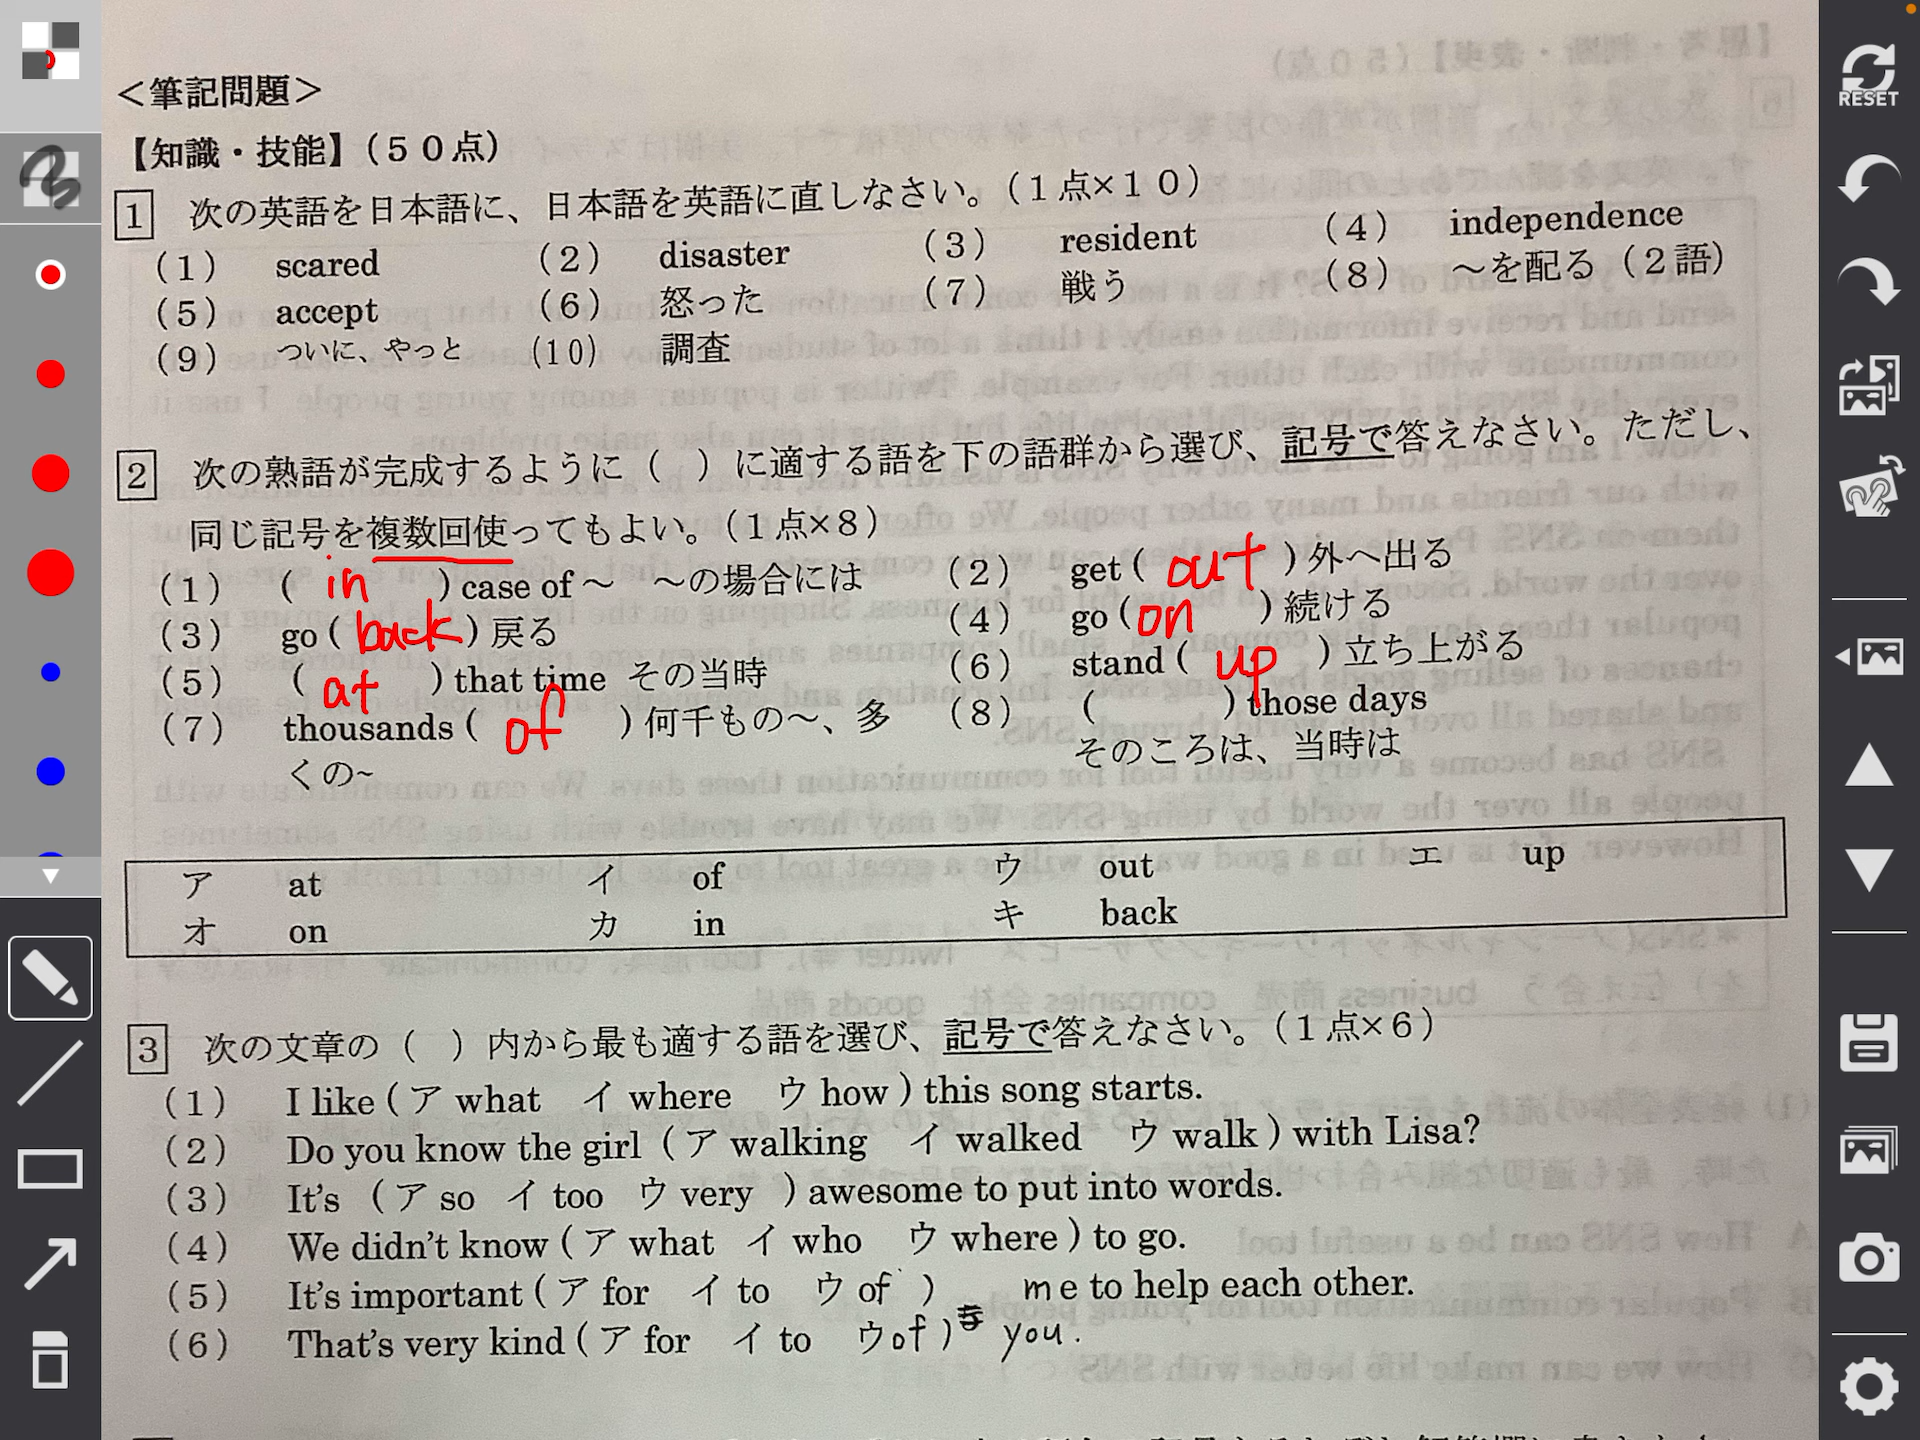 ＜筆記問題＞
【知識・技能】（５０点）
1 次の英語を日本語に、日本語を英語に直しなさい。（１点×１０）
(1) scared (2) disaster (3) resident (4) independence
(5) accept (6) 怒った (7) 戦う (8) ～を配る（２語）
(9) ついに、やっと (10) 調査
2 次の熟語が完成するように（ ）に適する語を下の語群から選び、記号で答えなさい。ただし、
同じ記号を複数回使ってもよい。（１点×８）
(1) ( in ) case of ～ ～の場合には (2) get ( out ) 外へ出る
(3) go ( back ) 戻る (4) go ( on ) 続ける
(5) ( at ) that time その当時 (6) stand ( up ) 立ち上がる
(7) thousands ( of ) 何千もの～、多 (8) ( ) those days
くの~ そのころは、当時は
ア at イ of ウ out エ up
オ on カ in キ back
3 次の文章の（ ）内から最も適する語を選び、記号で答えなさい。（１点×６）
(1) I like ( ア what イ where ウ how ) this song starts.
(2) Do you know the girl ( ア walking イ walked ウ walk ) with Lisa?
(3) It's ( ア so イ too ウ very ) awesome to put into words.
(4) We didn't know ( ア what イ who ウ where ) to go.
(5) It's important ( ア for イ to ウ of ) me to help each other.
(6) That's very kind ( ア for イ to ウ of ) you.
RESET